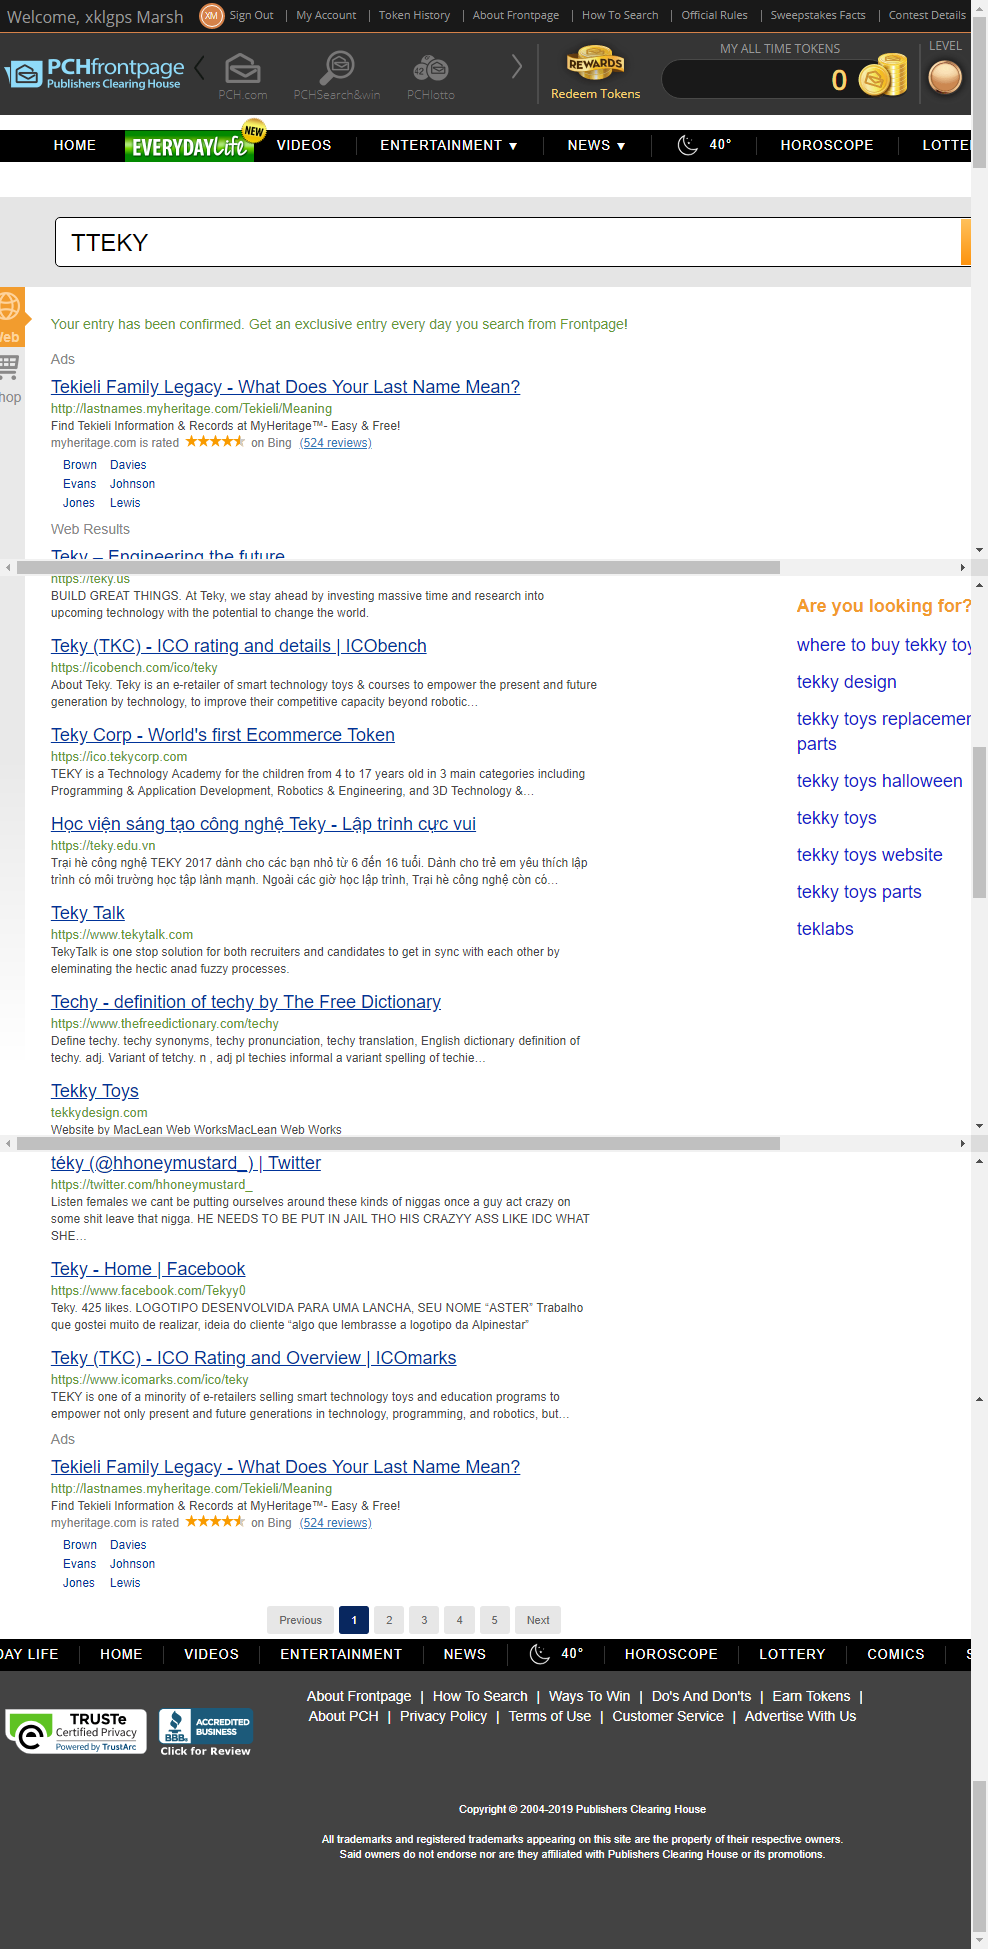 Welcome, xklgps Marsh XM Sign Out | My Account | Token History | About Frontpage | How To Search | Official Rules | Sweepstakes Facts | Contest Details
PCHfrontpage
Publishers Clearing House
PCH.com PCHSearch&win PCHlotto
REWARDS
Redeem Tokens
MY ALL TIME TOKENS
0
LEVEL
HOME EVERYDAY Life NEW VIDEOS ENTERTAINMENT ▼ NEWS ▼ 40° HOROSCOPE LOTTE
TTEKY
Your entry has been confirmed. Get an exclusive entry every day you search from Frontpage!
eb
hop
Ads
Tekieli Family Legacy - What Does Your Last Name Mean?
http://lastnames.myheritage.com/Tekieli/Meaning
Find Tekieli Information & Records at MyHeritage™- Easy & Free!
myheritage.com is rated on Bing (524 reviews)
Brown Davies
Evans Johnson
Jones Lewis
Web Results
Teky – Engineering the future
https://teky.us
BUILD GREAT THINGS. At Teky, we stay ahead by investing massive time and research into
upcoming technology with the potential to change the world.
Teky (TKC) - ICO rating and details | ICObench
https://icobench.com/ico/teky
About Teky. Teky is an e-retailer of smart technology toys & courses to empower the present and future
generation by technology, to improve their competitive capacity beyond robotic...
Teky Corp - World's first Ecommerce Token
https://ico.tekycorp.com
TEKY is a Technology Academy for the children from 4 to 17 years old in 3 main categories including
Programming & Application Development, Robotics & Engineering, and 3D Technology &...
Học viện sáng tạo công nghệ Teky - Lập trình cực vui
https://teky.edu.vn
Trại hè công nghệ TEKY 2017 dành cho các bạn nhỏ từ 6 đến 16 tuổi. Dành cho trẻ em yêu thích lập
trình có môi trường học tập lành mạnh. Ngoài các giờ học lập trình, Trại hè công nghệ còn có...
Teky Talk
https://www.tekytalk.com
TekyTalk is one stop solution for both recruiters and candidates to get in sync with each other by
eleminating the hectic anad fuzzy processes.
Techy - definition of techy by The Free Dictionary
https://www.thefreedictionary.com/techy
Define techy. techy synonyms, techy pronunciation, techy translation, English dictionary definition of
techy. adj. Variant of tetchy. n , adj pl techies informal a variant spelling of techie...
Tekky Toys
tekkydesign.com
Website by MacLean Web WorksMacLean Web Works
Are you looking for?
where to buy tekky toy
tekky design
tekky toys replacemer
parts
tekky toys halloween
tekky toys
tekky toys website
tekky toys parts
teklabs
téky (@hhoneymustard_) | Twitter
https://twitter.com/hhoneymustard_
Listen females we cant be putting ourselves around these kinds of niggas once a guy act crazy on
some shit leave that nigga. HE NEEDS TO BE PUT IN JAIL THO HIS CRAZYY ASS LIKE IDC WHAT
SHE...
Teky - Home | Facebook
https://www.facebook.com/Tekyy0
Teky. 425 likes. LOGOTIPO DESENVOLVIDA PARA UMA LANCHA, SEU NOME “ASTER” Trabalho
que gostei muito de realizar, ideia do cliente “algo que lembrasse a logotipo da Alpinestar”
Teky (TKC) - ICO Rating and Overview | ICOmarks
https://www.icomarks.com/ico/teky
TEKY is one of a minority of e-retailers selling smart technology toys and education programs to
empower not only present and future generations in technology, programming, and robotics, but...
Ads
Tekieli Family Legacy - What Does Your Last Name Mean?
http://lastnames.myheritage.com/Tekieli/Meaning
Find Tekieli Information & Records at MyHeritage™- Easy & Free!
myheritage.com is rated on Bing (524 reviews)
Brown Davies
Evans Johnson
Jones Lewis
Previous 1 2 3 4 5 Next
DAY LIFE HOME VIDEOS ENTERTAINMENT NEWS 40° HOROSCOPE LOTTERY COMICS S
About Frontpage | How To Search | Ways To Win | Do's And Don'ts | Earn Tokens |
About PCH | Privacy Policy | Terms of Use | Customer Service | Advertise With Us
TRUSTe
Certified Privacy
Powered by TrustArc
BBB.
ACCREDITED
BUSINESS
Click for Review
Copyright © 2004-2019 Publishers Clearing House
All trademarks and registered trademarks appearing on this site are the property of their respective owners.
Said owners do not endorse nor are they affiliated with Publishers Clearing House or its promotions.